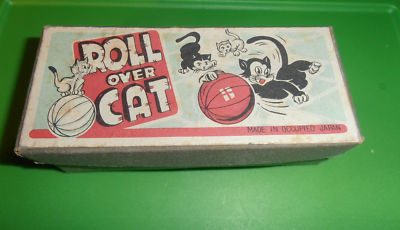 ROLL
OVER
CAT
MADE IN OCCUPIED JAPAN